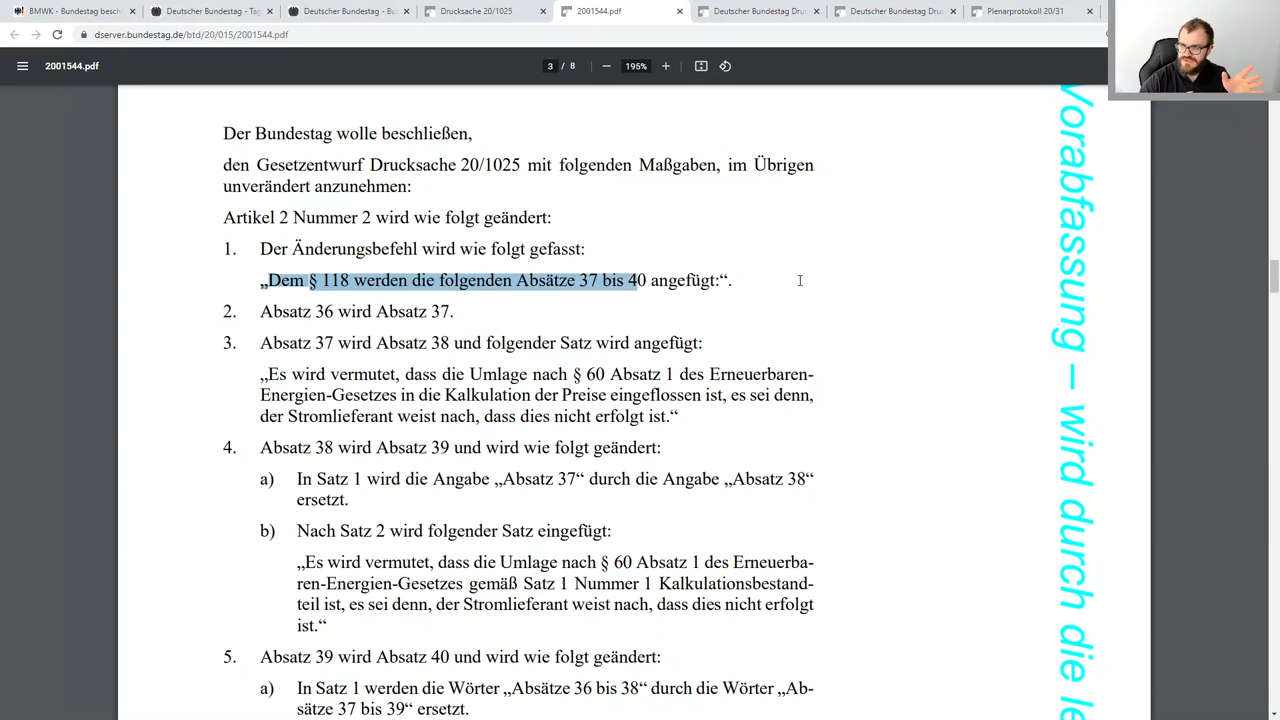 BMWK - Bundestag besch
Deutscher Bundestag - Tag
Deutscher Bundestag - Bu
Drucksache 20/1025
2001544.pdf
Deutscher Bundestag Druc
Deutscher Bundestag Druc
Plenarprotokoll 20/31
dserver.bundestag.de/btd/20/015/2001544.pdf
2001544.pdf
3 / 8
195%
Der Bundestag wolle beschließen,
den Gesetzentwurf Drucksache 20/1025 mit folgenden Maßgaben, im Übrigen
unverändert anzunehmen:
Artikel 2 Nummer 2 wird wie folgt geändert:
1. Der Änderungsbefehl wird wie folgt gefasst:
„Dem § 118 werden die folgenden Absätze 37 bis 40 angefügt:“.
2. Absatz 36 wird Absatz 37.
3. Absatz 37 wird Absatz 38 und folgender Satz wird angefügt:
„Es wird vermutet, dass die Umlage nach § 60 Absatz 1 des Erneuerbaren-
Energien-Gesetzes in die Kalkulation der Preise eingeflossen ist, es sei denn,
der Stromlieferant weist nach, dass dies nicht erfolgt ist.“
4. Absatz 38 wird Absatz 39 und wird wie folgt geändert:
a) In Satz 1 wird die Angabe „Absatz 37“ durch die Angabe „Absatz 38“
ersetzt.
b) Nach Satz 2 wird folgender Satz eingefügt:
„Es wird vermutet, dass die Umlage nach § 60 Absatz 1 des Erneuerba-
ren-Energien-Gesetzes gemäß Satz 1 Nummer 1 Kalkulationsbestand-
teil ist, es sei denn, der Stromlieferant weist nach, dass dies nicht erfolgt
ist.“
5. Absatz 39 wird Absatz 40 und wird wie folgt geändert:
a) In Satz 1 werden die Wörter „Absätze 36 bis 38“ durch die Wörter „Ab-
sätze 37 bis 39“ ersetzt.
Vorabfassung – wird durch die le